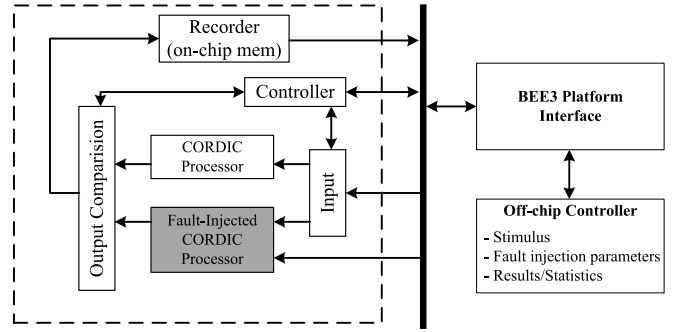 Recorder
(on-chip mem)
Controller
CORDIC
Processor
Fault-Injected
CORDIC
Processor
Output Comparision
Input
BEE3 Platform
Interface
Off-chip Controller
- Stimulus
- Fault injection parameters
- Results/Statistics